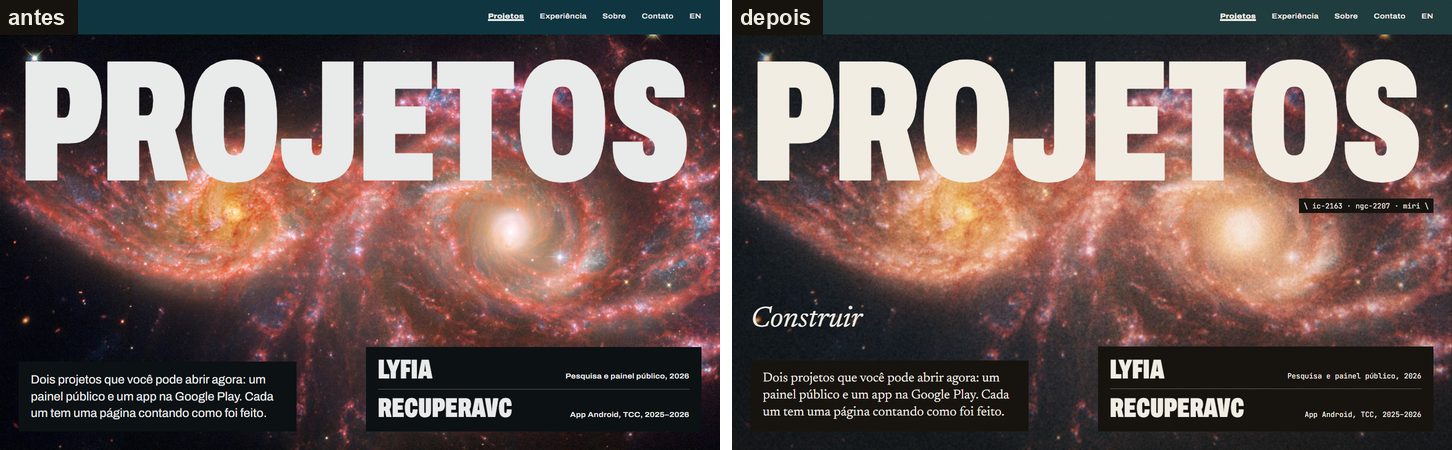 antes
Projetos Experiência Sobre Contato EN
PROJETOS
Dois projetos que você pode abrir agora: um
painel público e um app na Google Play. Cada
um tem uma página contando como foi feito.
LYFIA
Pesquisa e painel público, 2026
RECUPERAVC
App Android, TCC, 2025–2026
depois
Projetos Experiência Sobre Contato EN
PROJETOS
\ ic-2163 · ngc-2207 · miri \
Construir
Dois projetos que você pode abrir agora: um
painel público e um app na Google Play. Cada
um tem uma página contando como foi feito.
LYFIA
Pesquisa e painel público, 2026
RECUPERAVC
App Android, TCC, 2025–2026